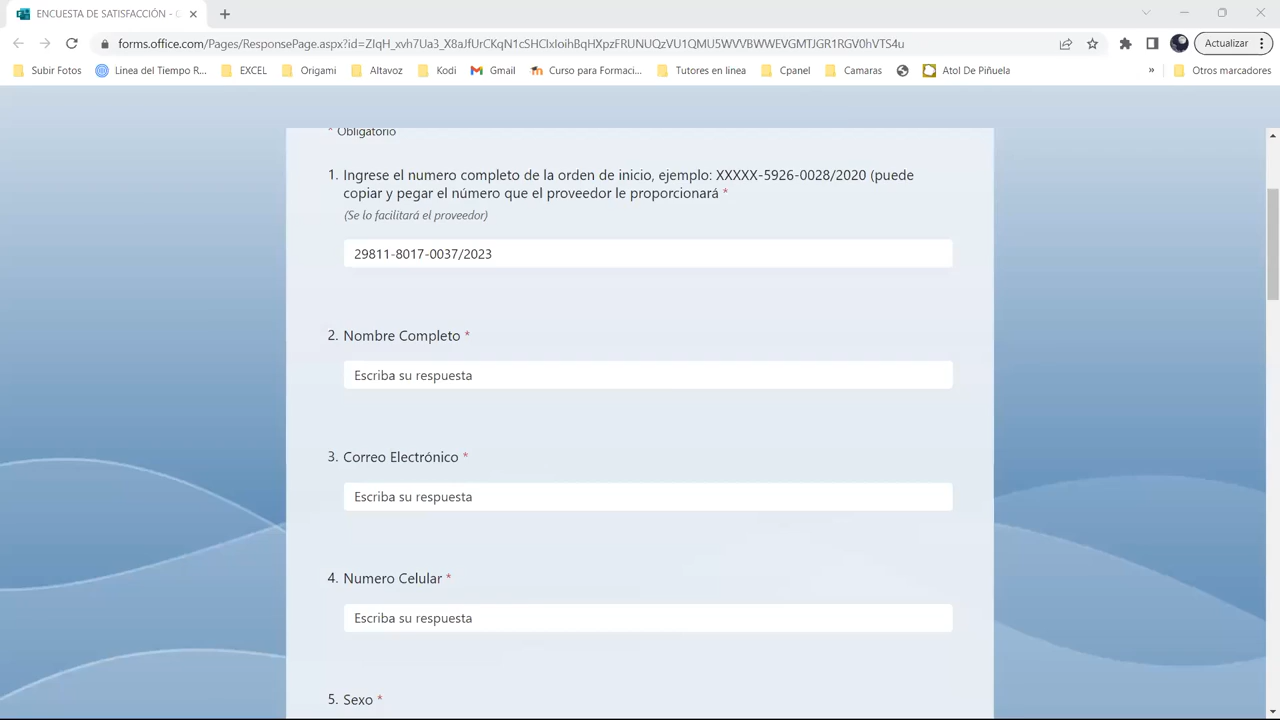 ENCUESTA DE SATISFACCIÓN -
forms.office.com/Pages/ResponsePage.aspx?id=ZIqH_xvh7Ua3_X8aJfUuCKqN1cSHCIxIoihBqHXpzFRUNUQzVU1QMU5WVVBWWEVGMTJGR1RGV0hVTS4u
Actualizar
Subir Fotos
Linea del Tiempo R...
EXCEL
Origami
Altavoz
Kodi
Gmail
Curso para Formaci...
Tutores en linea
Cpanel
Camaras
Atol De Piñuela
»
Otros marcadores
* Obligatorio
1. Ingrese el numero completo de la orden de inicio, ejemplo: XXXXX-5926-0028/2020 (puede
copiar y pegar el número que el proveedor le proporcionará *
(Se lo facilitará el proveedor)
29811-8017-0037/2023
2. Nombre Completo *
Escriba su respuesta
3. Correo Electrónico *
Escriba su respuesta
4. Numero Celular *
Escriba su respuesta
5. Sexo *